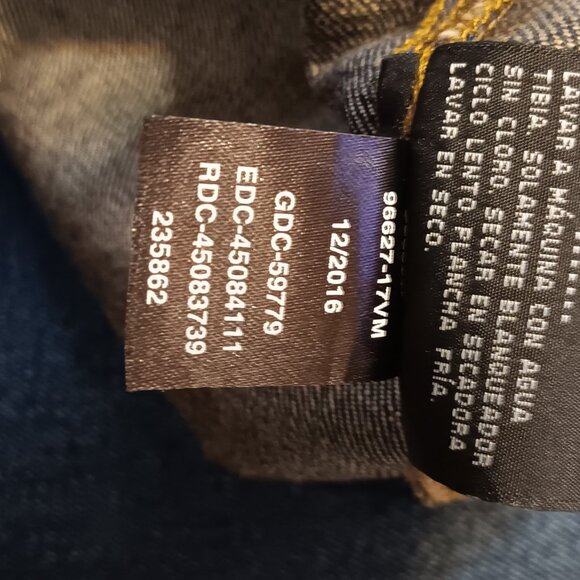 96627-17VM
12/2016
GDC-59779
EDC-45084111
RDC-45083739
235862
LAVAR A MÁQUINA CON AGUA
TIBIA. SOLAMENTE BLANQUEADOR
SIN CLORO. SECAR EN SECADORA
CICLO LENTO. PLANCHA FRÍA.
LAVAR EN SECO.